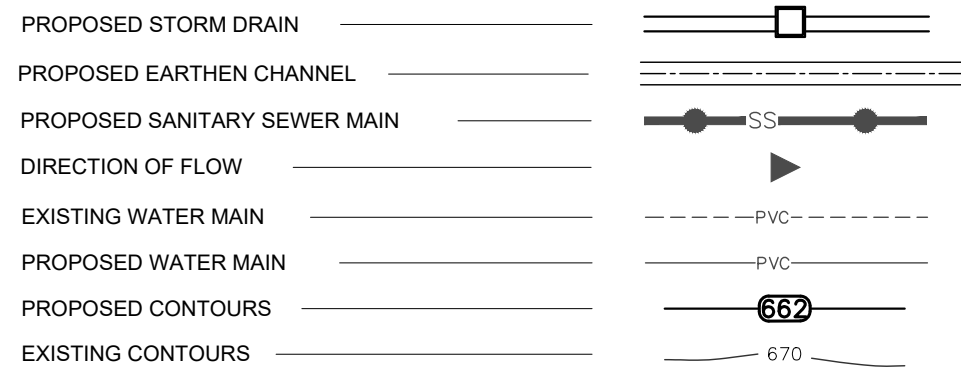 PROPOSED STORM DRAIN
PROPOSED EARTHEN CHANNEL
PROPOSED SANITARY SEWER MAIN SS
DIRECTION OF FLOW
EXISTING WATER MAIN PVC
PROPOSED WATER MAIN PVC
PROPOSED CONTOURS 662
EXISTING CONTOURS 670